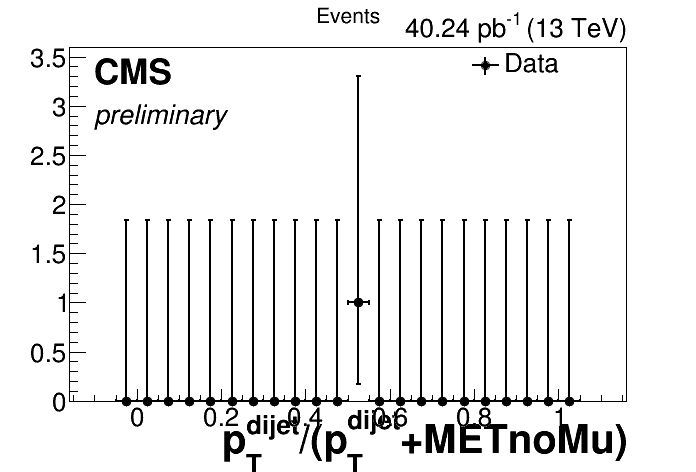 Events
40.24 pb-1 (13 TeV)
CMS
preliminary
Data
3.5
3
2.5
2
1.5
1
0.5
0
0 0.2 0.4 0.6 0.8 1
pTdijet/(pTdijet+METnoMu)